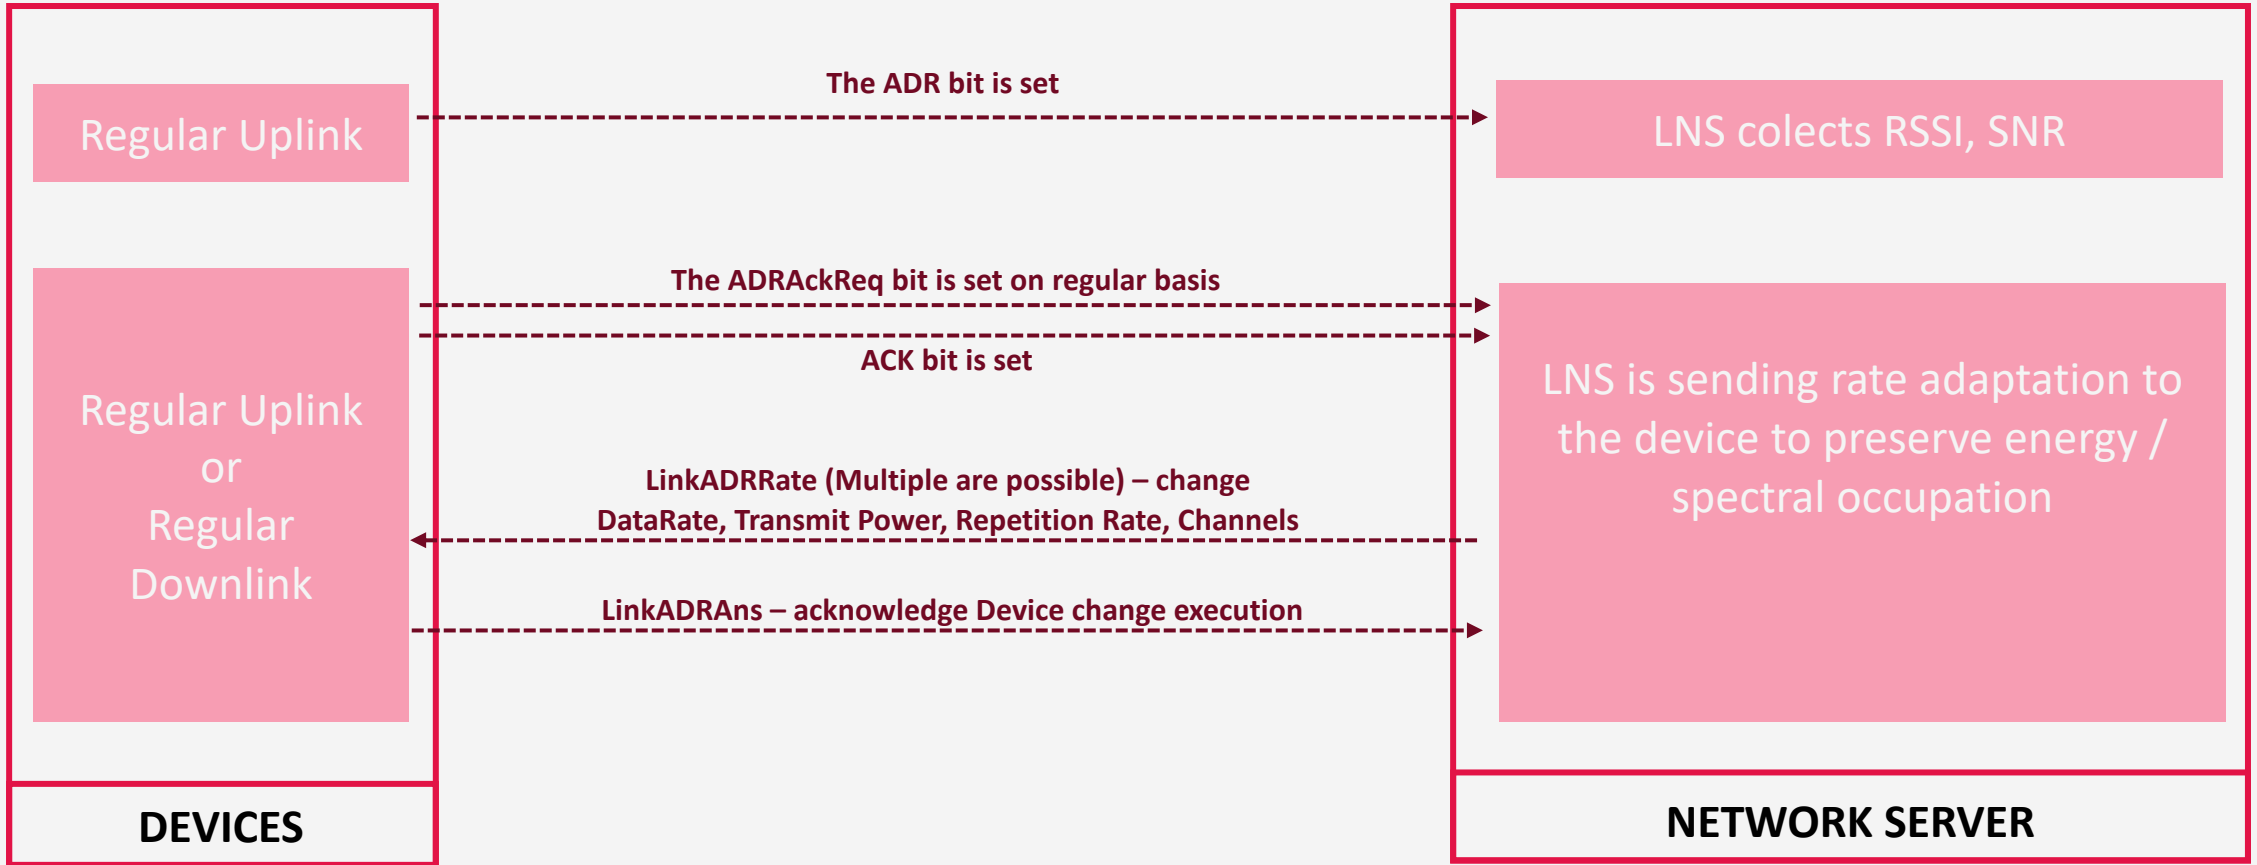 The ADR bit is set
Regular Uplink
LNS colects RSSI, SNR
The ADRAckReq bit is set on regular basis
ACK bit is set
Regular Uplink
or
Regular
Downlink
LinkADRRate (Multiple are possible) – change
DataRate, Transmit Power, Repetition Rate, Channels
LinkADRAns – acknowledge Device change execution
LNS is sending rate adaptation to
the device to preserve energy /
spectral occupation
DEVICES
NETWORK SERVER